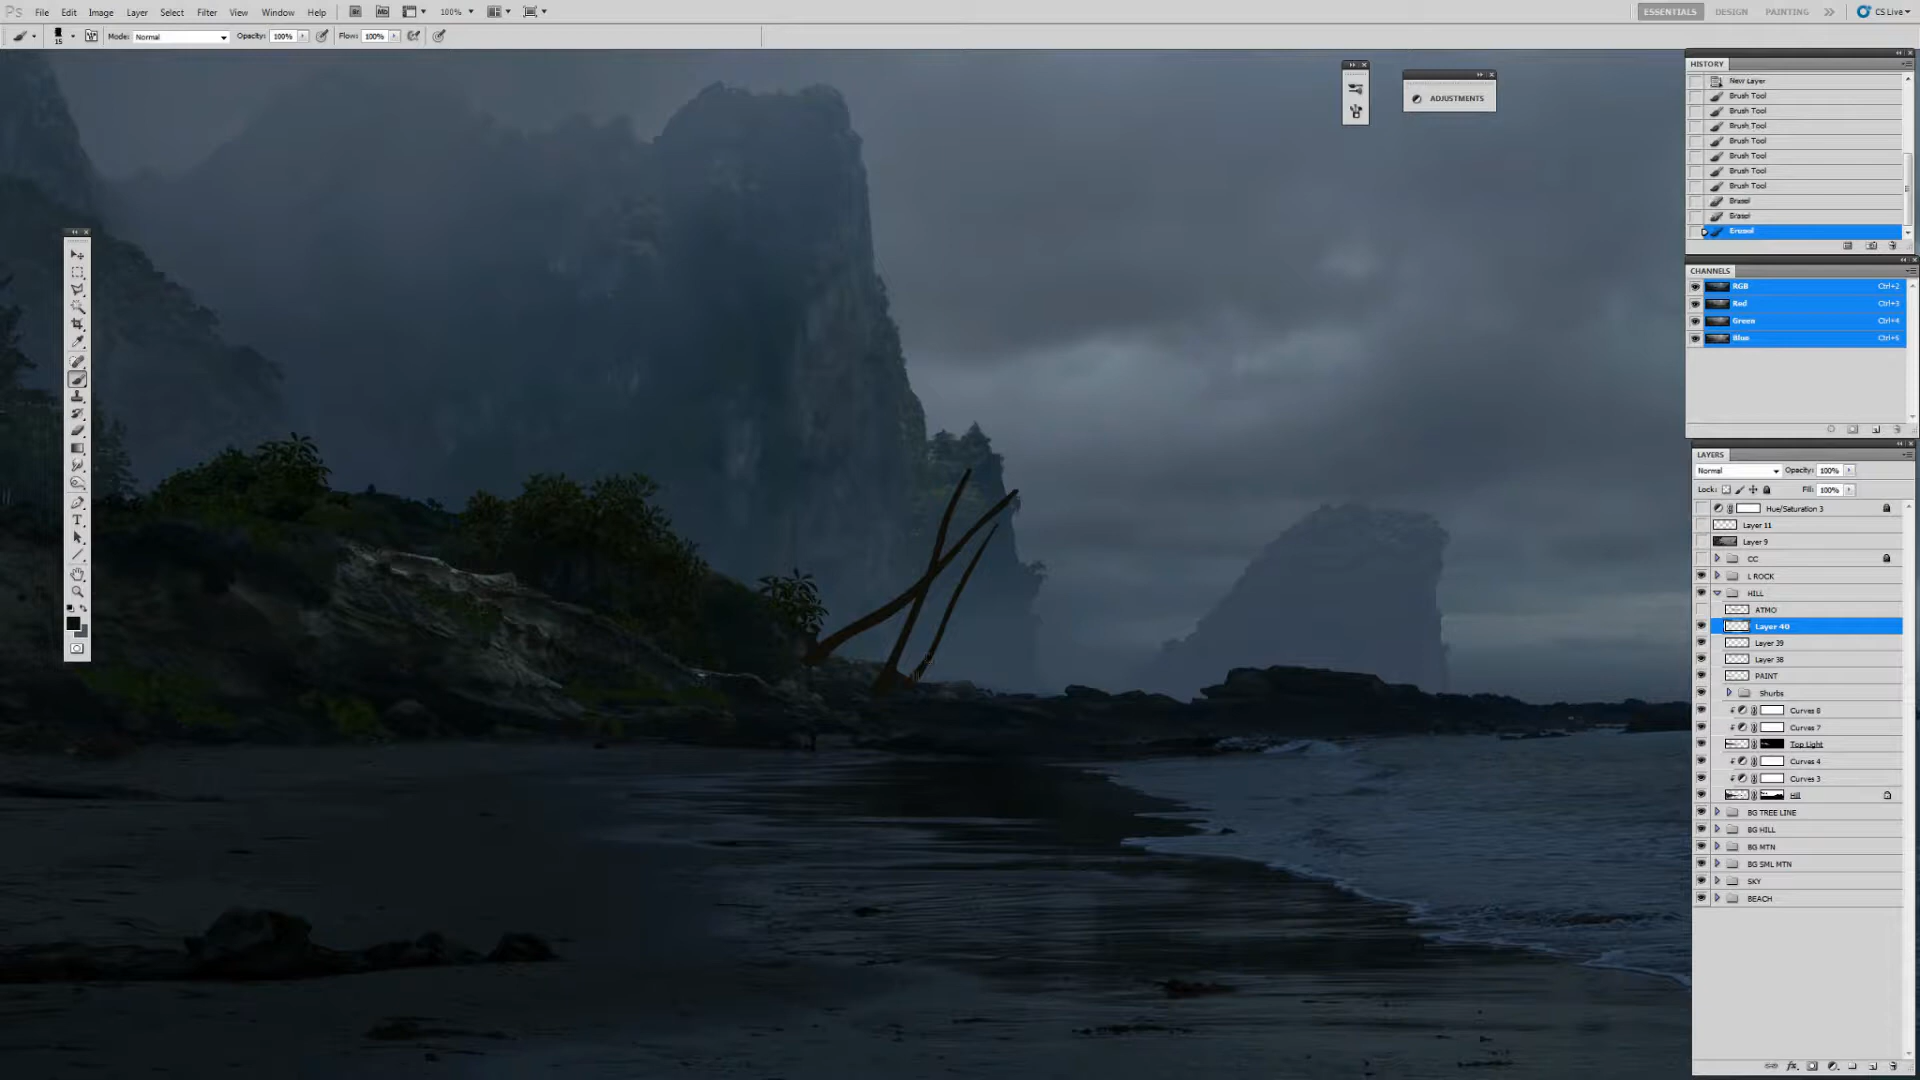 Ps File Edit Image Layer Select Filter View Window Help Br Mb 100% ESSENTIALS DESIGN PAINTING CS Live
15 Mode: Normal Opacity: 100% Flow: 100%
HISTORY
New Layer
Brush Tool
Brush Tool
Brush Tool
Brush Tool
Brush Tool
Brush Tool
Brush Tool
Eraser
Eraser
Eraser
ADJUSTMENTS
CHANNELS
RGB Ctrl+2
Red Ctrl+3
Green Ctrl+4
Blue Ctrl+5
LAYERS
Normal Opacity: 100%
Lock: Fill: 100%
Hue/Saturation 3
Layer 11
Layer 9
CC
L ROCK
HILL
ATMO
Layer 40
Layer 39
Layer 38
PAINT
Shurbs
Curves 8
Curves 7
Top Light
Curves 4
Curves 3
Hill
BG TREE LINE
BG HILL
BG MTN
BG SML MTN
SKY
BEACH